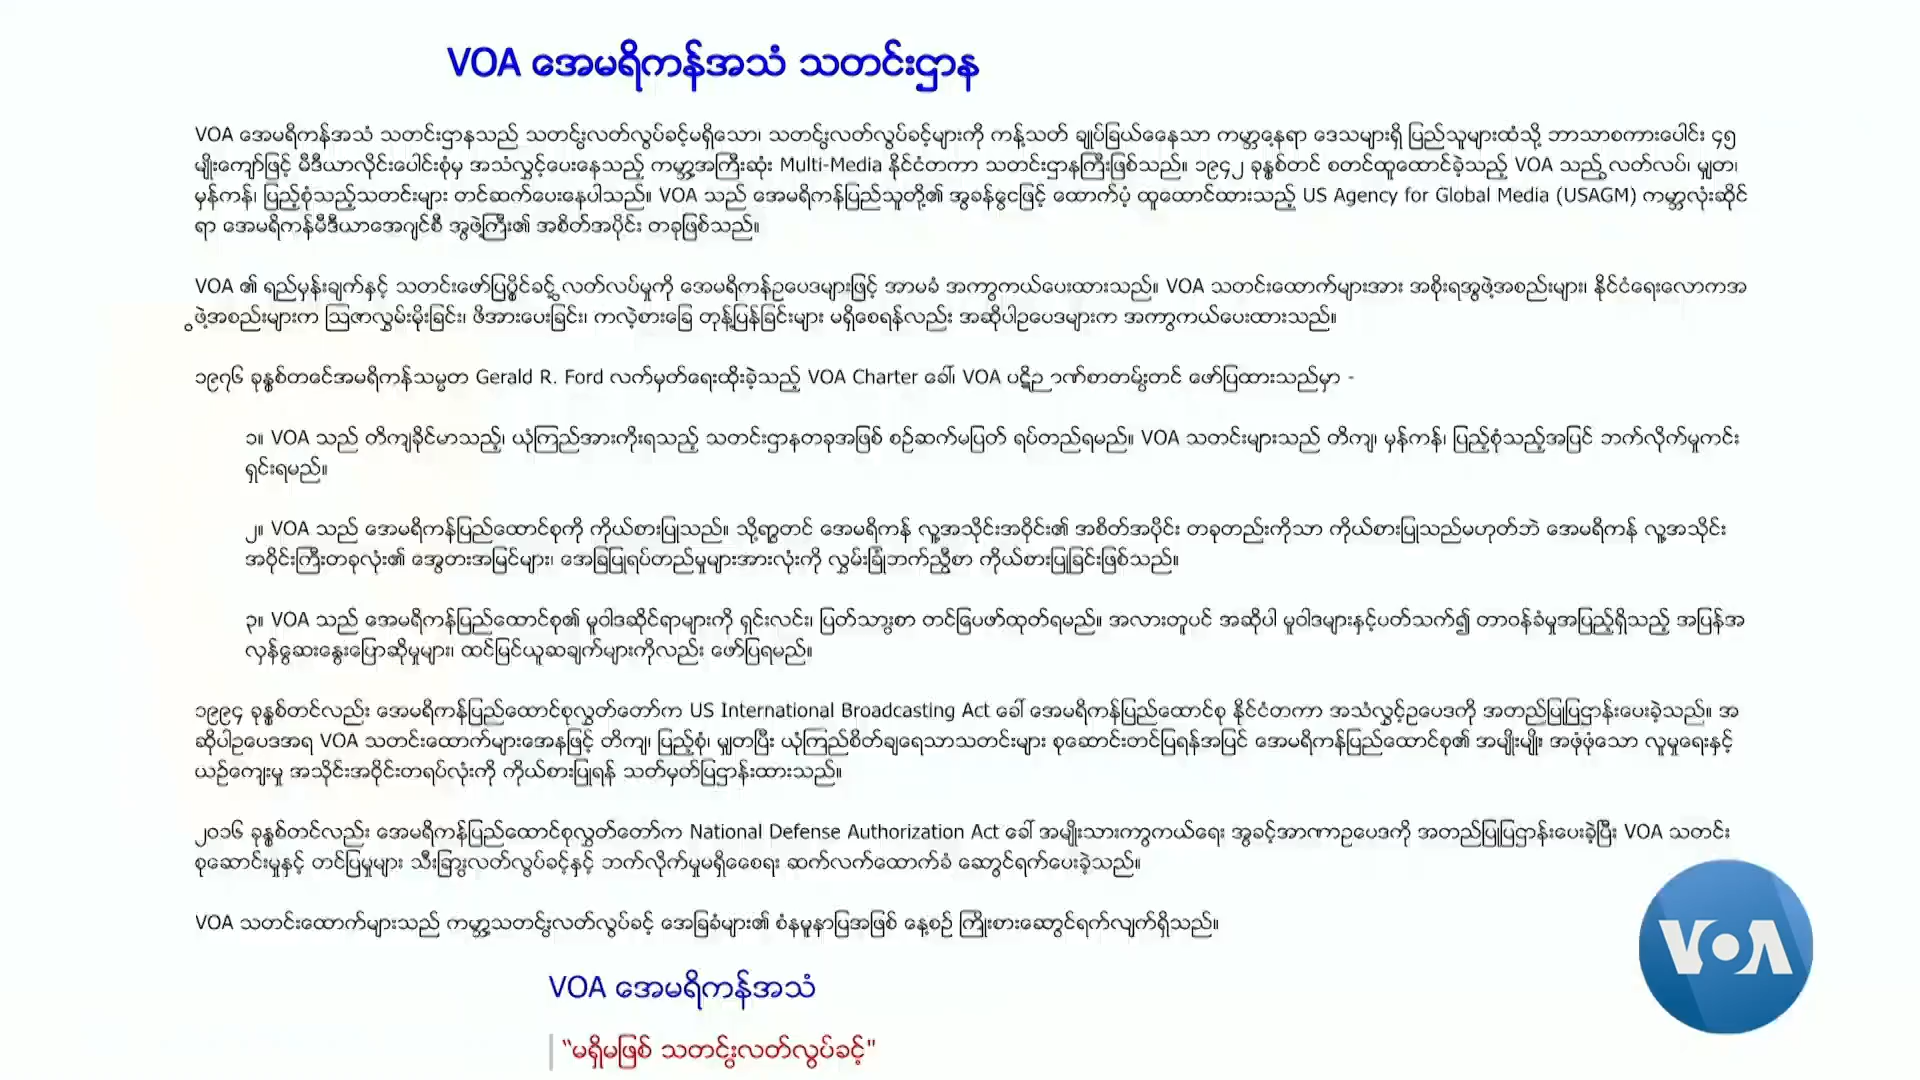 VOA အမေရိကန်အသံ သတင်းဌာန
VOA အမေရိကန်အသံ သတင်းဌာနသည် သတင်းလွတ်လပ်ခွင့်မရှိသော၊ သတင်းလွတ်လပ်ခွင့်များကို ကန့်သတ် ချုပ်ခြယ်နေသော ကမ္ဘာ့နေရာ ဒေသများရှိ ပြည်သူများထံသို့ ဘာသာစကားပေါင်း ၄၅
မျိုးကျော်ဖြင့် မီဒီယာလိုင်းပေါင်းစုံမှ အသံလွှင့်ပေးနေသည့် ကမ္ဘာ့အကြီးဆုံး Multi-Media နိုင်ငံတကာ သတင်းဌာနကြီးဖြစ်သည်။ ၁၉၄၂ ခုနှစ်တွင် စတင်ထူထောင်ခဲ့သည့် VOA သည် လွတ်လပ်၊ မျှတ၊
မှန်ကန်၊ ပြည့်စုံသည့်သတင်းများ တင်ဆက်ပေးနေပါသည်။ VOA သည် အမေရိကန်ပြည်သူတို့၏ အခွန်ငွေဖြင့် ထောက်ပံ့ ထူထောင်ထားသည့် US Agency for Global Media (USAGM) ကမ္ဘာလုံးဆိုင်
ရာ အမေရိကန်မီဒီယာအေဂျင်စီ အဖွဲ့ကြီး၏ အစိတ်အပိုင်း တခုဖြစ်သည်။
VOA ၏ ရည်မှန်းချက်နှင့် သတင်းဖော်ပြပိုင်ခွင့် လွတ်လပ်မှုကို အမေရိကန်ဥပဒေများဖြင့် အာမခံ အကာအကွယ်ပေးထားသည်။ VOA သတင်းထောက်များအား အစိုးရအဖွဲ့အစည်းများ၊ နိုင်ငံရေးလောကအ
ဖွဲ့အစည်းများက ဩဇာလွှမ်းမိုးခြင်း၊ ဖိအားပေးခြင်း၊ ကလဲ့စားချေ တုန့်ပြန်ခြင်းများ မရှိစေရန်လည်း အဆိုပါဥပဒေများက အကာအကွယ်ပေးထားသည်။
၁၉၇၆ ခုနှစ်တွင်အမေရိကန်သမ္မတ Gerald R. Ford လက်မှတ်ရေးထိုးခဲ့သည့် VOA Charter ခေါ်၊ VOA ပဋိညာဏ်စာတမ်းတွင် ဖော်ပြထားသည်မှာ -
၁။ VOA သည် တိကျခိုင်မာသည့်၊ ယုံကြည်အားကိုးရသည့် သတင်းဌာနတခုအဖြစ် စဉ်ဆက်မပြတ် ရပ်တည်ရမည်။ VOA သတင်းများသည် တိကျ၊ မှန်ကန်၊ ပြည့်စုံသည့်အပြင် ဘက်လိုက်မှုကင်း
ရှင်းရမည်။
၂။ VOA သည် အမေရိကန်ပြည်ထောင်စုကို ကိုယ်စားပြုသည်။ သို့ရာတွင် အမေရိကန် လူ့အသိုင်းအဝိုင်း၏ အစိတ်အပိုင်း တခုတည်းကိုသာ ကိုယ်စားပြုသည်မဟုတ်ဘဲ အမေရိကန် လူ့အသိုင်း
အဝိုင်းကြီးတခုလုံး၏ အတွေးအမြင်များ၊ အခြေပြုရပ်တည်မှုများအားလုံးကို လွှမ်းခြုံဘက်ညီစွာ ကိုယ်စားပြုခြင်းဖြစ်သည်။
၃။ VOA သည် အမေရိကန်ပြည်ထောင်စု၏ မူဝါဒဆိုင်ရာများကို ရှင်းလင်း၊ ပြတ်သားစွာ တင်ပြဖော်ထုတ်ရမည်။ အလားတူပင် အဆိုပါ မူဝါဒများနှင့်ပတ်သက်၍ တာဝန်ခံမှုအပြည့်ရှိသည့် အပြန်အ
လှန်ဆွေးနွေးပြောဆိုမှုများ၊ ထင်မြင်ယူဆချက်များကိုလည်း ဖော်ပြရမည်။
၁၉၉၄ ခုနှစ်တွင်လည်း အမေရိကန်ပြည်ထောင်စုလွှတ်တော်က US International Broadcasting Act ခေါ် အမေရိကန်ပြည်ထောင်စု နိုင်ငံတကာ အသံလွှင့်ဥပဒေကို အတည်ပြုပြဌာန်းပေးခဲ့သည်။ အ
ဆိုပါဥပဒေအရ VOA သတင်းထောက်များအနေဖြင့် တိကျ၊ ပြည့်စုံ၊ မျှတပြီး ယုံကြည်စိတ်ချရသောသတင်းများ စုဆောင်းတင်ပြရန်အပြင် အမေရိကန်ပြည်ထောင်စု၏ အမျိုးမျိုး အဖုံဖုံသော လူမှုရေးနှင့်
ယဉ်ကျေးမှု အသိုင်းအဝိုင်းတရပ်လုံးကို ကိုယ်စားပြုရန် သတ်မှတ်ပြဌာန်းထားသည်။
၂၀၁၆ ခုနှစ်တွင်လည်း အမေရိကန်ပြည်ထောင်စုလွှတ်တော်က National Defense Authorization Act ခေါ် အမျိုးသားကာကွယ်ရေး အခွင့်အာဏာဥပဒေကို အတည်ပြုပြဌာန်းပေးခဲ့ပြီး VOA သတင်း
စုဆောင်းမှုနှင့် တင်ပြမှုများ သီးခြားလွတ်လပ်ခွင့်နှင့် ဘက်လိုက်မှုမရှိစေရေး ဆက်လက်ထောက်ခံ ဆောင်ရွက်ပေးခဲ့သည်။
VOA သတင်းထောက်များသည် ကမ္ဘာ့သတင်းလွတ်လပ်ခွင့် အခြေခံများ၏ စံနမူနာပြအဖြစ် နေ့စဉ် ကြိုးစားဆောင်ရွက်လျက်ရှိသည်။
VOA အမေရိကန်အသံ
"မရှိမဖြစ် သတင်းလွတ်လပ်ခွင့်"
VOA